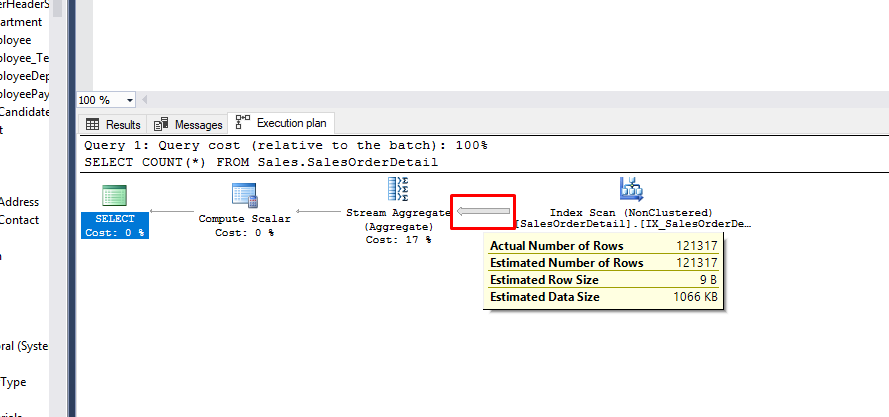 erHeaderS
artment
ployee
ployee_Te
ployeeDep
ployeePay
Candidate
t
Address
Contact
n
oral (Syste
Type
erials
100 %
Results
Messages
Execution plan
Query 1: Query cost (relative to the batch): 100%
SELECT COUNT(*) FROM Sales.SalesOrderDetail
SELECT
Cost: 0 %
Compute Scalar
Cost: 0 %
Stream Aggregate
(Aggregate)
Cost: 17 %
Index Scan (NonClustered)
[SalesOrderDetail].[IX_SalesOrderDe…
Actual Number of Rows 121317
Estimated Number of Rows 121317
Estimated Row Size 9 B
Estimated Data Size 1066 KB